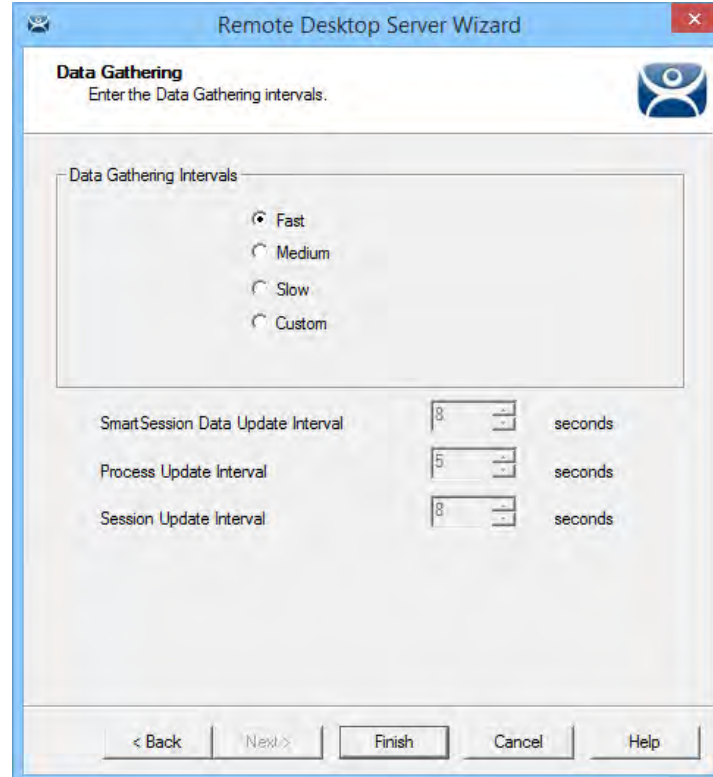 Remote Desktop Server Wizard
Data Gathering
Enter the Data Gathering intervals.
Data Gathering Intervals
Fast
Medium
Slow
Custom
SmartSession Data Update Interval 8 seconds
Process Update Interval 5 seconds
Session Update Interval 8 seconds
< Back Next > Finish Cancel Help